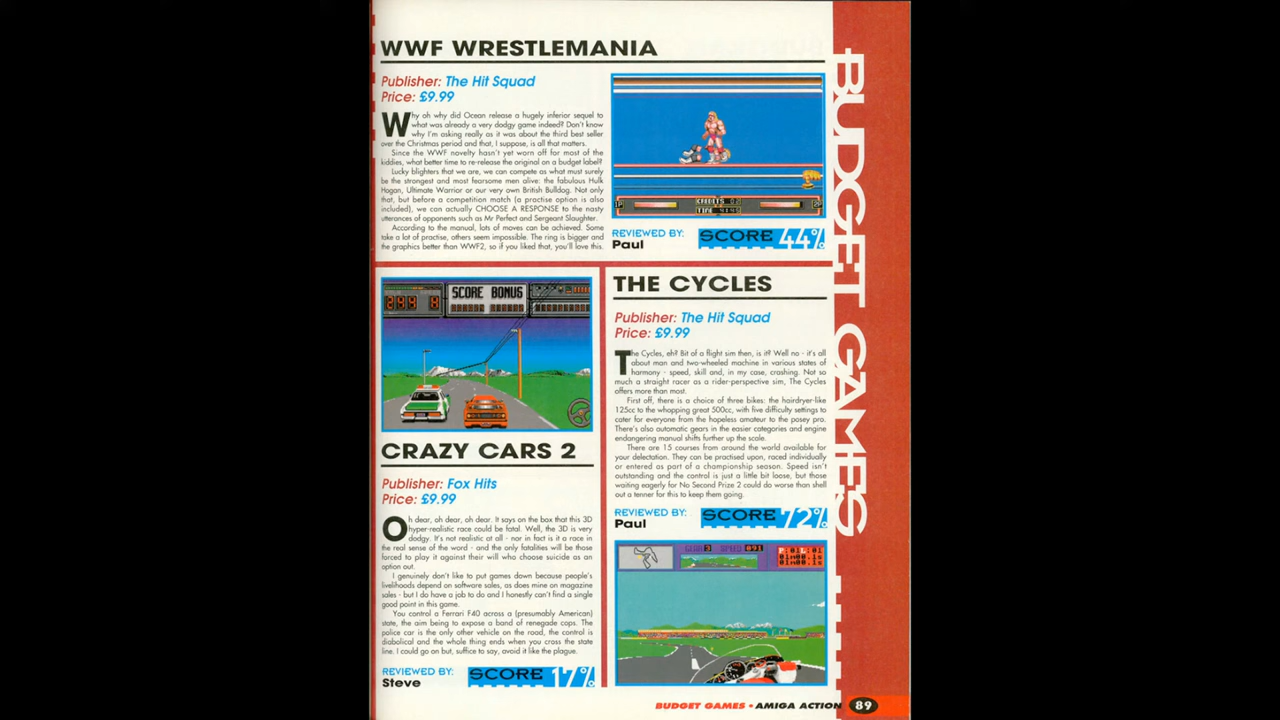 WWF WRESTLEMANIA
Publisher: The Hit Squad
Price: £9.99
Why oh why did Ocean release a hugely inferior sequel to
what was already a very dodgy game indeed? Don't know
why I'm asking really as it was about the third best seller
over the Christmas period and that, I suppose, is all that matters.
Since the WWF novelty hasn't yet worn off for most of the
kiddies, what better time to re-release the original on a budget label?
Lucky blighters that we are, we can compete as what must surely
be the strongest and most fearsome men alive: the fabulous Hulk
Hogan, Ultimate Warrior or our very own British Bulldog. Not only
that, but before a competition match (a practise option is also
included), we can actually CHOOSE A RESPONSE to the nasty
utterances of opponents such as Mr Perfect and Sergeant Slaughter.
According to the manual, lots of moves can be achieved. Some
take a lot of practise, others seem impossible. The ring is bigger and
the graphics better than WWF2, so if you liked that, you'll love this.
1P
CREDITS 02
TIME 4:45
2P
REVIEWED BY:
Paul
SCORE 44%
SCORE BONUS
CRAZY CARS 2
Publisher: Fox Hits
Price: £9.99
Oh dear, oh dear, oh dear. It says on the box that this 3D
hyper-realistic race could be fatal. Well, the 3D is very
dodgy. It's not realistic at all - nor in fact is it a race in
the real sense of the word - and the only fatalities will be those
forced to play it against their will who choose suicide as an
option out.
I genuinely don't like to put games down because people's
livelihoods depend on software sales, as does mine on magazine
sales - but I do have a job to do and I honestly can't find a single
good point in this game.
You control a Ferrari F40 across a (presumably American)
state, the aim being to expose a band of renegade cops. The
police car is the only other vehicle on the road, the control is
diabolical and the whole thing ends when you cross the state
line. I could go on but, suffice to say, avoid it like the plague.
REVIEWED BY:
Steve
SCORE 17%
THE CYCLES
Publisher: The Hit Squad
Price: £9.99
The Cycles, eh? Bit of a flight sim then, is it? Well no - it's all
about man and two-wheeled machine in various states of
harmony - speed, skill and, in my case, crashing. Not so
much a straight racer as a rider-perspective sim, The Cycles
offers more than most.
First off, there is a choice of three bikes: the hairdryer-like
125cc to the whopping great 500cc, with five difficulty settings to
cater for everyone from the hopeless amateur to the posey pro.
There's also automatic gears in the easier categories and engine
endangering manual shifts further up the scale.
There are 15 courses from around the world available for
your delectation. They can be practised upon, raced individually
or entered as part of a championship season. Speed isn't
outstanding and the control is just a little bit loose, but those
waiting eagerly for No Second Prize 2 could do worse than shell
out a tenner for this to keep them going.
REVIEWED BY:
Paul
SCORE 72%
GEAR 3 SPEED 091
P:01L:01
01m00.1s
01m00.1s
BUDGET GAMES
BUDGET GAMES • AMIGA ACTION 89